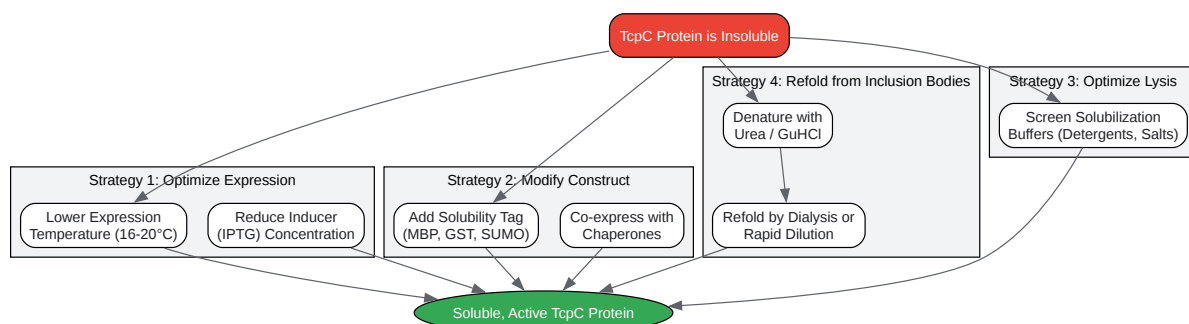 TcpC Protein is Insoluble
Strategy 4: Refold from Inclusion Bodies
Strategy 3: Optimize Lysis
Denature with
Urea / GuHCl
Screen Solubilization
Buffers (Detergents, Salts)
Strategy 1: Optimize Expression
Strategy 2: Modify Construct
Lower Expression
Temperature (16-20°C)
Reduce Inducer
(IPTG) Concentration
Add Solubility Tag
(MBP, GST, SUMO)
Co-express with
Chaperones
Refold by Dialysis or
Rapid Dilution
Soluble, Active TcpC Protein